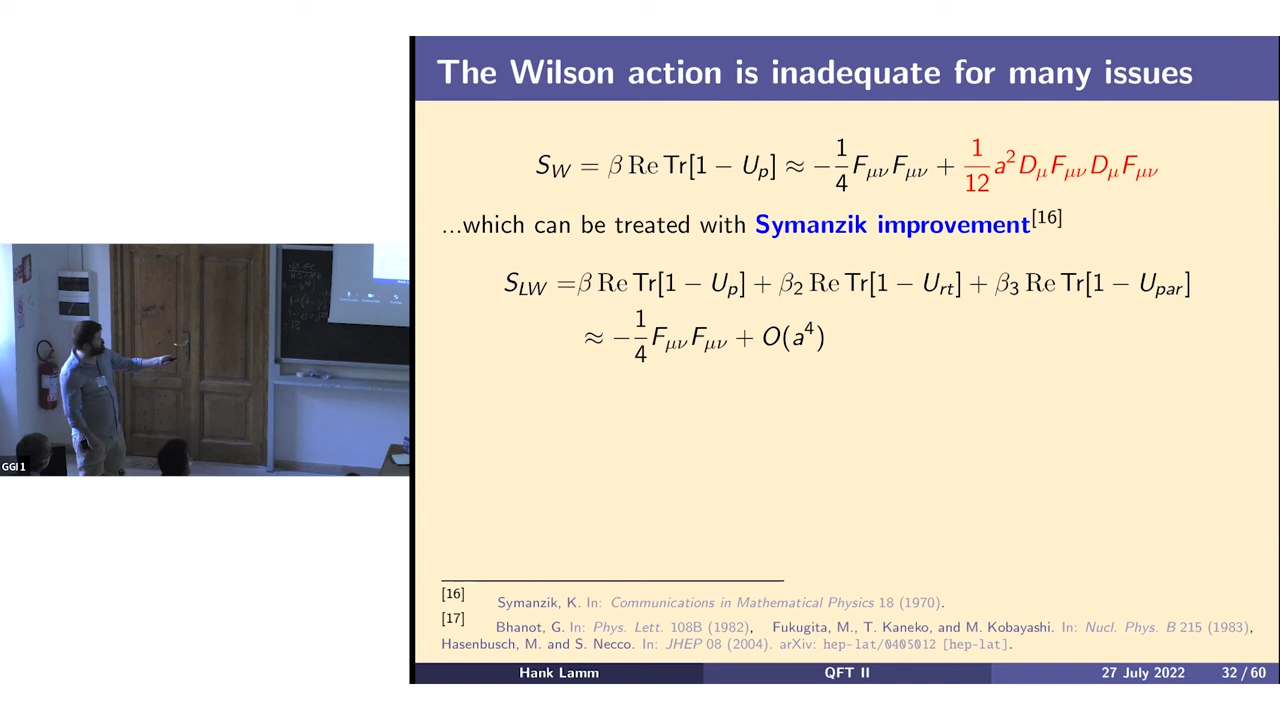 The Wilson action is inadequate for many issues
S_W = β Re Tr[1 − U_p] ≈ −1/4 F_μν F_μν + 1/12 a² D_μ F_μν D_μ F_μν
...which can be treated with Symanzik improvement[16]
S_LW =β Re Tr[1 − U_p] + β₂ Re Tr[1 − U_rt] + β₃ Re Tr[1 − U_par]
≈ −1/4 F_μν F_μν + O(a⁴)
GGI 1
[16] Symanzik, K. In: Communications in Mathematical Physics 18 (1970).
[17] Bhanot, G. In: Phys. Lett. 108B (1982), Fukugita, M., T. Kaneko, and M. Kobayashi. In: Nucl. Phys. B 215 (1983),
Hasenbusch, M. and S. Necco. In: JHEP 08 (2004). arXiv: hep-lat/0405012 [hep-lat].
Hank Lamm QFT II 27 July 2022 32 / 60